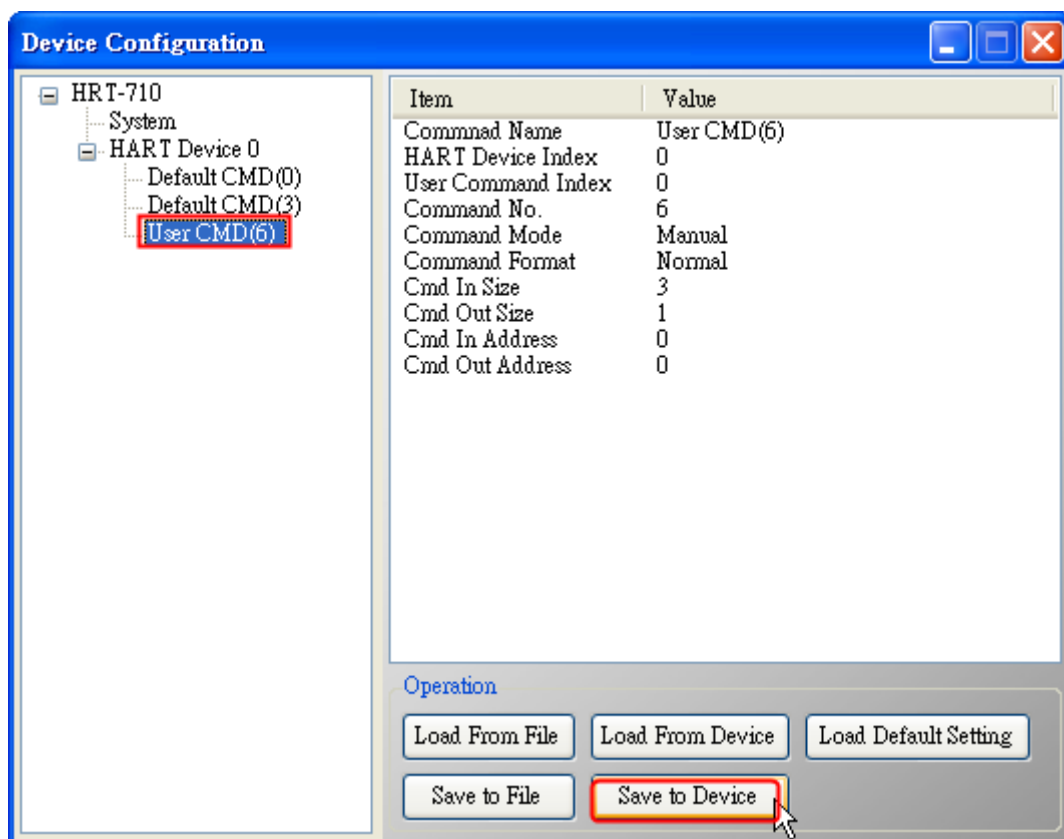 Device Configuration
HRT-710
System
HART Device 0
Default CMD(0)
Default CMD(3)
User CMD(6)
Item Value
Commnad Name User CMD(6)
HART Device Index 0
User Command Index 0
Command No. 6
Command Mode Manual
Command Format Normal
Cmd In Size 3
Cmd Out Size 1
Cmd In Address 0
Cmd Out Address 0
Operation
Load From File Load From Device Load Default Setting
Save to File Save to Device